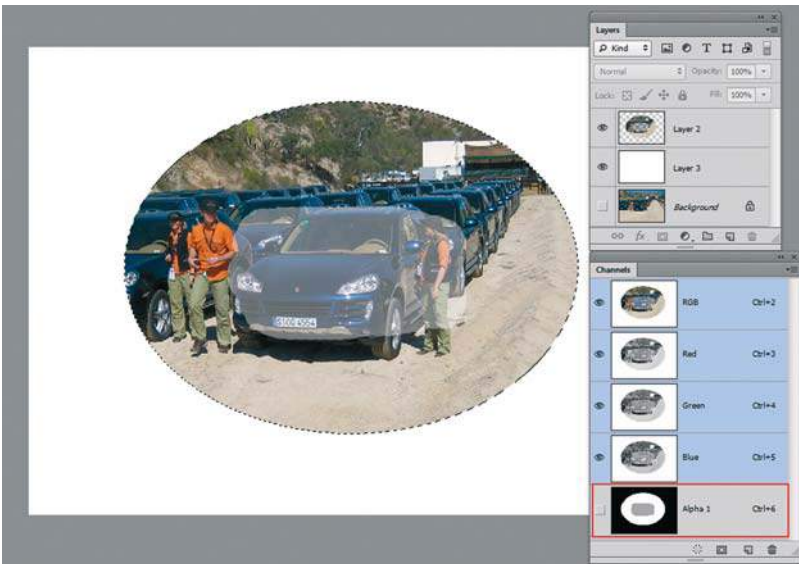 Layers
Kind
Normal Opacity: 100%
Lock: Fill: 100%
Layer 2
Layer 3
Background
fx
Channels
RGB Ctrl+2
Red Ctrl+3
Green Ctrl+4
Blue Ctrl+5
Alpha 1 Ctrl+6